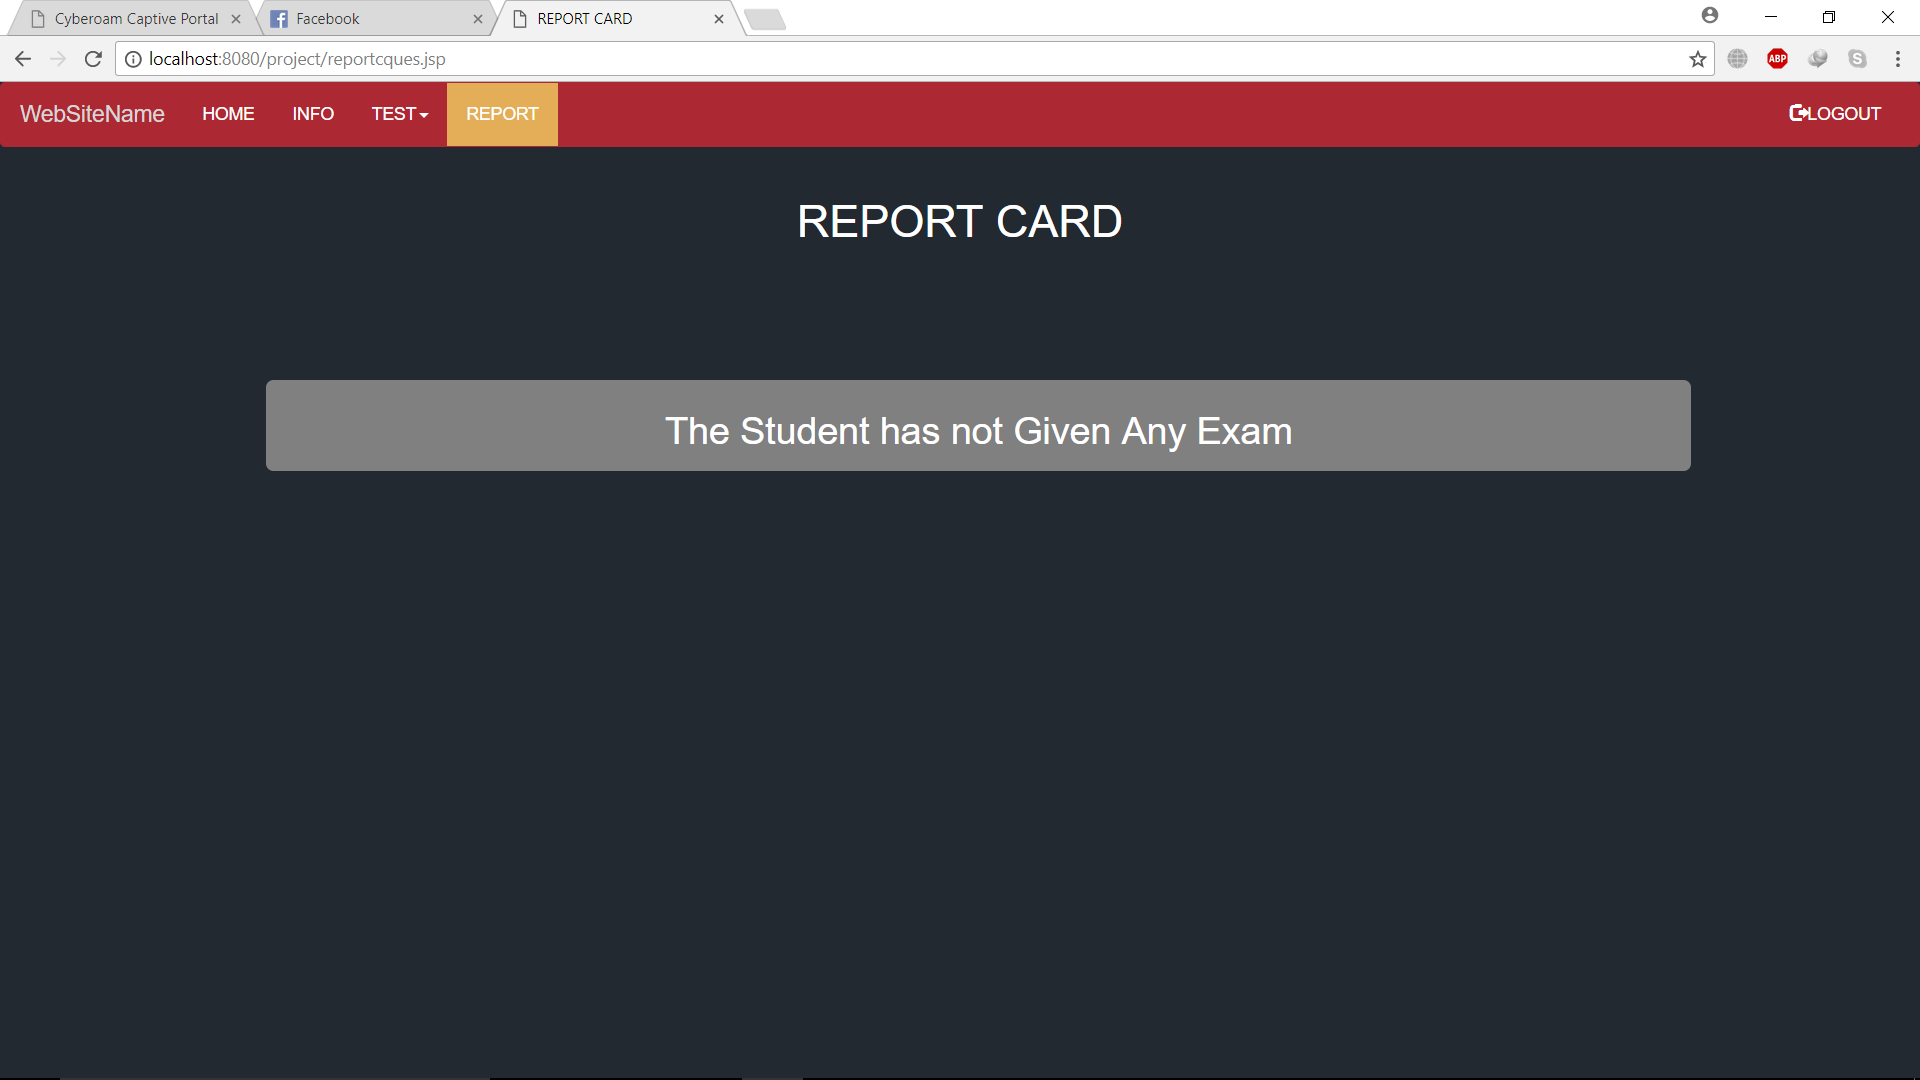 Cyberoam Captive Portal
Facebook
REPORT CARD
localhost:8080/project/reportcques.jsp
ABP
S
WebSiteName
HOME
INFO
TEST
REPORT
LOGOUT
REPORT CARD
The Student has not Given Any Exam